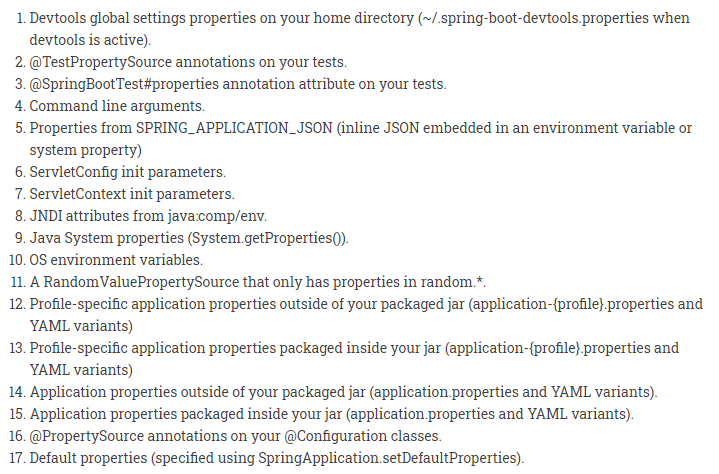 1. Devtools global settings properties on your home directory (~/.spring-boot-devtools.properties when
devtools is active).
2. @TestPropertySource annotations on your tests.
3. @SpringBootTest#properties annotation attribute on your tests.
4. Command line arguments.
5. Properties from SPRING_APPLICATION_JSON (inline JSON embedded in an environment variable or
system property)
6. ServletConfig init parameters.
7. ServletContext init parameters.
8. JNDI attributes from java:comp/env.
9. Java System properties (System.getProperties()).
10. OS environment variables.
11. A RandomValuePropertySource that only has properties in random.*.
12. Profile-specific application properties outside of your packaged jar (application-{profile}.properties and
YAML variants)
13. Profile-specific application properties packaged inside your jar (application-{profile}.properties and
YAML variants)
14. Application properties outside of your packaged jar (application.properties and YAML variants).
15. Application properties packaged inside your jar (application.properties and YAML variants).
16. @PropertySource annotations on your @Configuration classes.
17. Default properties (specified using SpringApplication.setDefaultProperties).